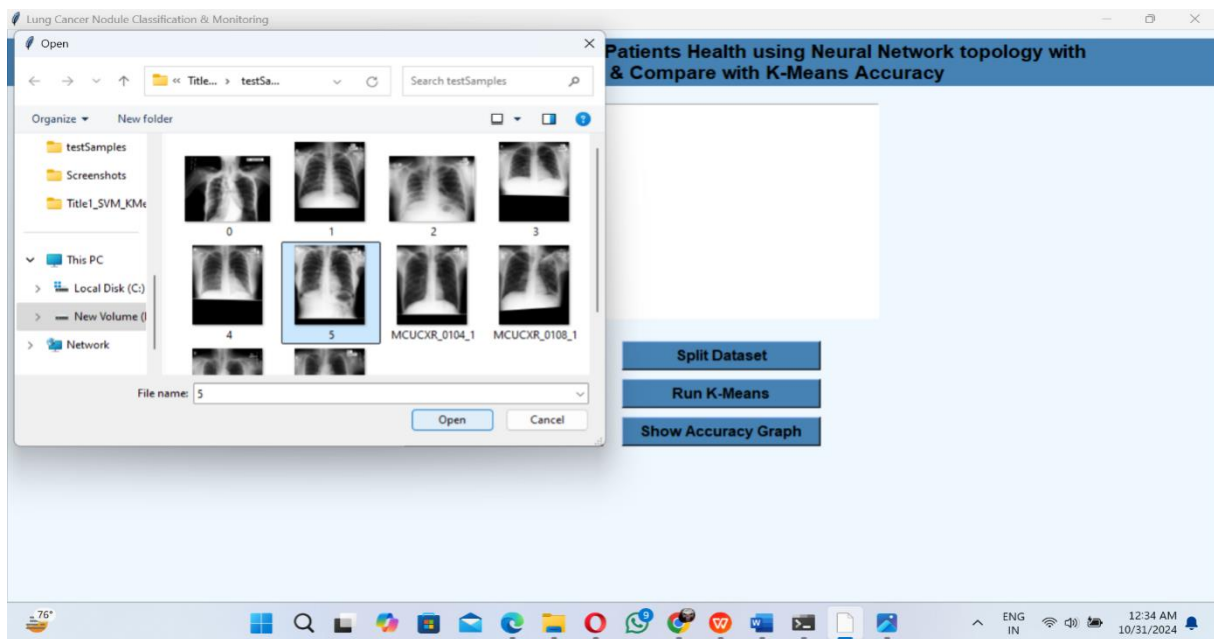 Lung Cancer Nodule Classification & Monitoring
Open
Patients Health using Neural Network topology with
& Compare with K-Means Accuracy
« Title... > testSa...
Search testSamples
Organize
New folder
testSamples
Screenshots
Title1_SVM_KMe
0
1
2
3
This PC
Local Disk (C:)
New Volume (
Network
4
5
MCUCXR_0104_1
MCUCXR_0108_1
File name: 5
Open
Cancel
Split Dataset
Run K-Means
Show Accuracy Graph
76°
9
ENG
IN
12:34 AM
10/31/2024